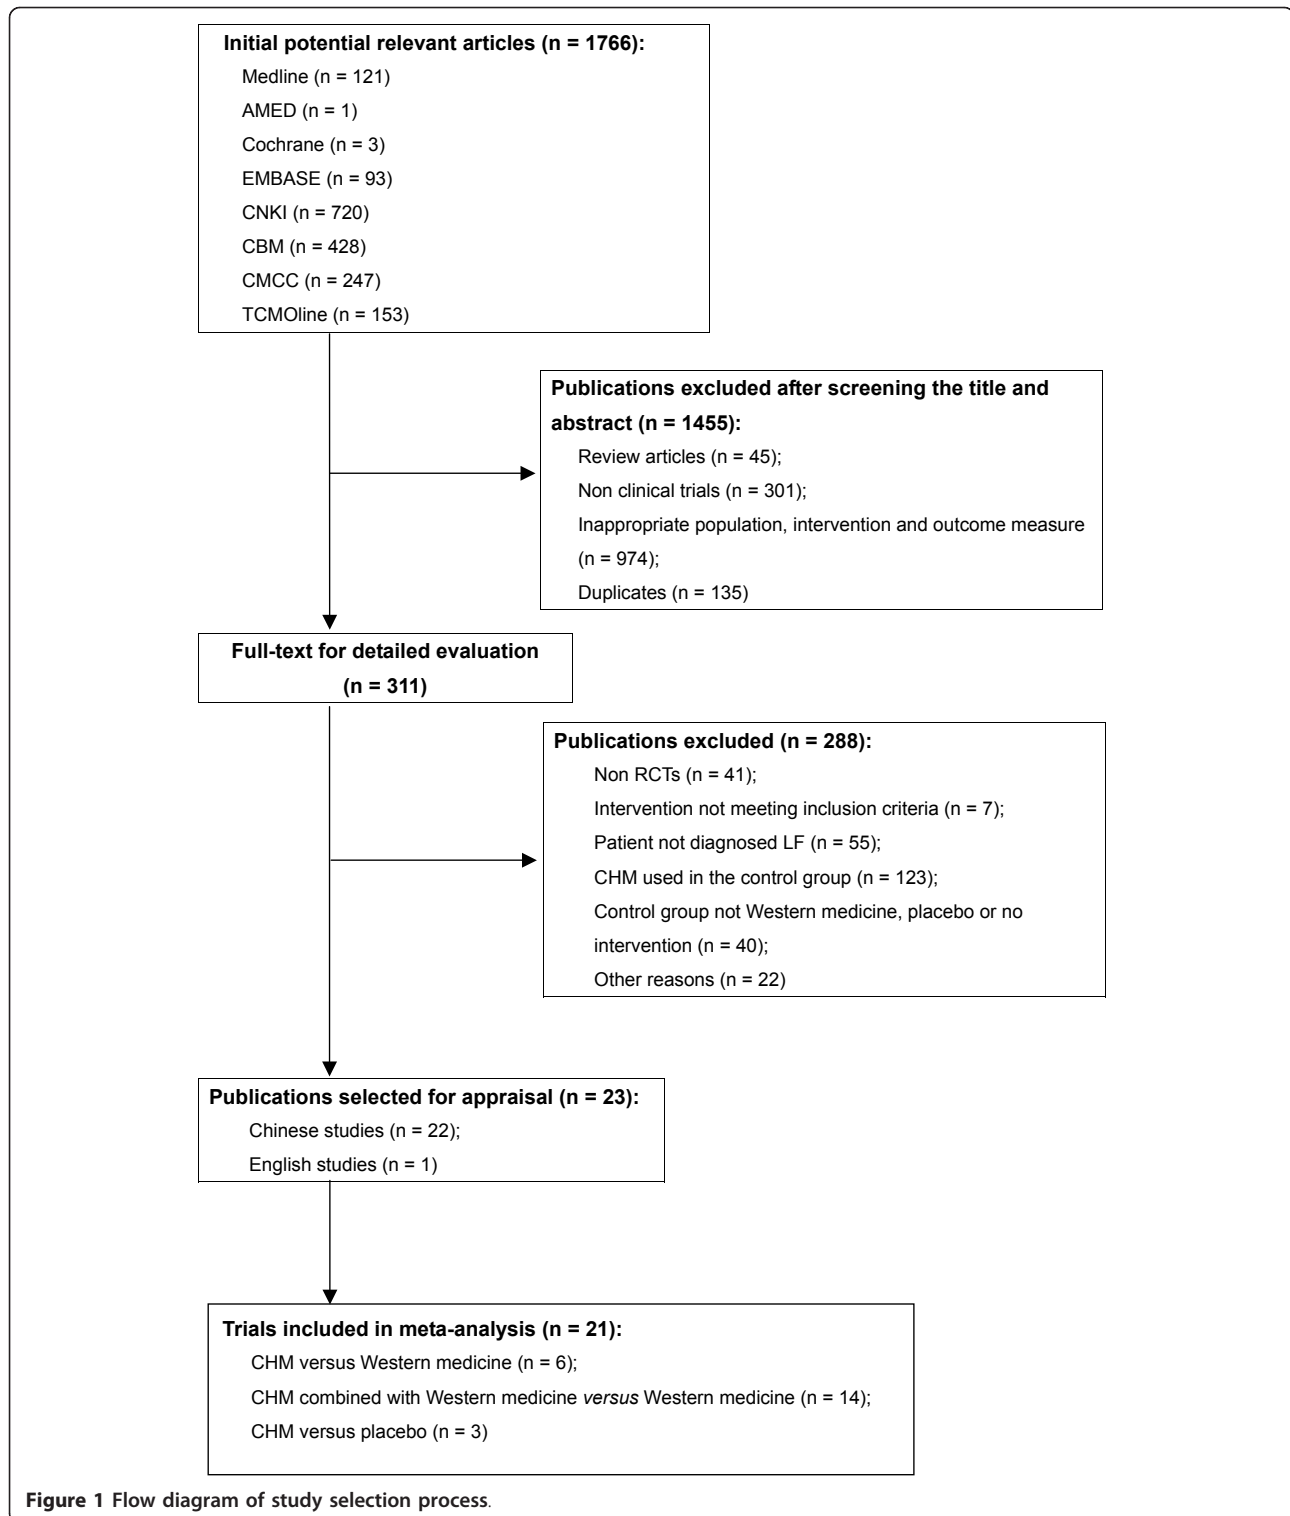 Initial potential relevant articles (n = 1766):
Medline (n = 121)
AMED (n = 1)
Cochrane (n = 3)
EMBASE (n = 93)
CNKI (n = 720)
CBM (n = 428)
CMCC (n = 247)
TCMOline (n = 153)
Publications excluded after screening the title and
abstract (n = 1455):
Review articles (n = 45);
Non clinical trials (n = 301);
Inappropriate population, intervention and outcome measure
(n = 974);
Duplicates (n = 135)
Full-text for detailed evaluation
(n = 311)
Publications excluded (n = 288):
Non RCTs (n = 41);
Intervention not meeting inclusion criteria (n = 7);
Patient not diagnosed LF (n = 55);
CHM used in the control group (n = 123);
Control group not Western medicine, placebo or no
intervention (n = 40);
Other reasons (n = 22)
Publications selected for appraisal (n = 23):
Chinese studies (n = 22);
English studies (n = 1)
Trials included in meta-analysis (n = 21):
CHM versus Western medicine (n = 6);
CHM combined with Western medicine versus Western medicine (n = 14);
CHM versus placebo (n = 3)
Figure 1 Flow diagram of study selection process.